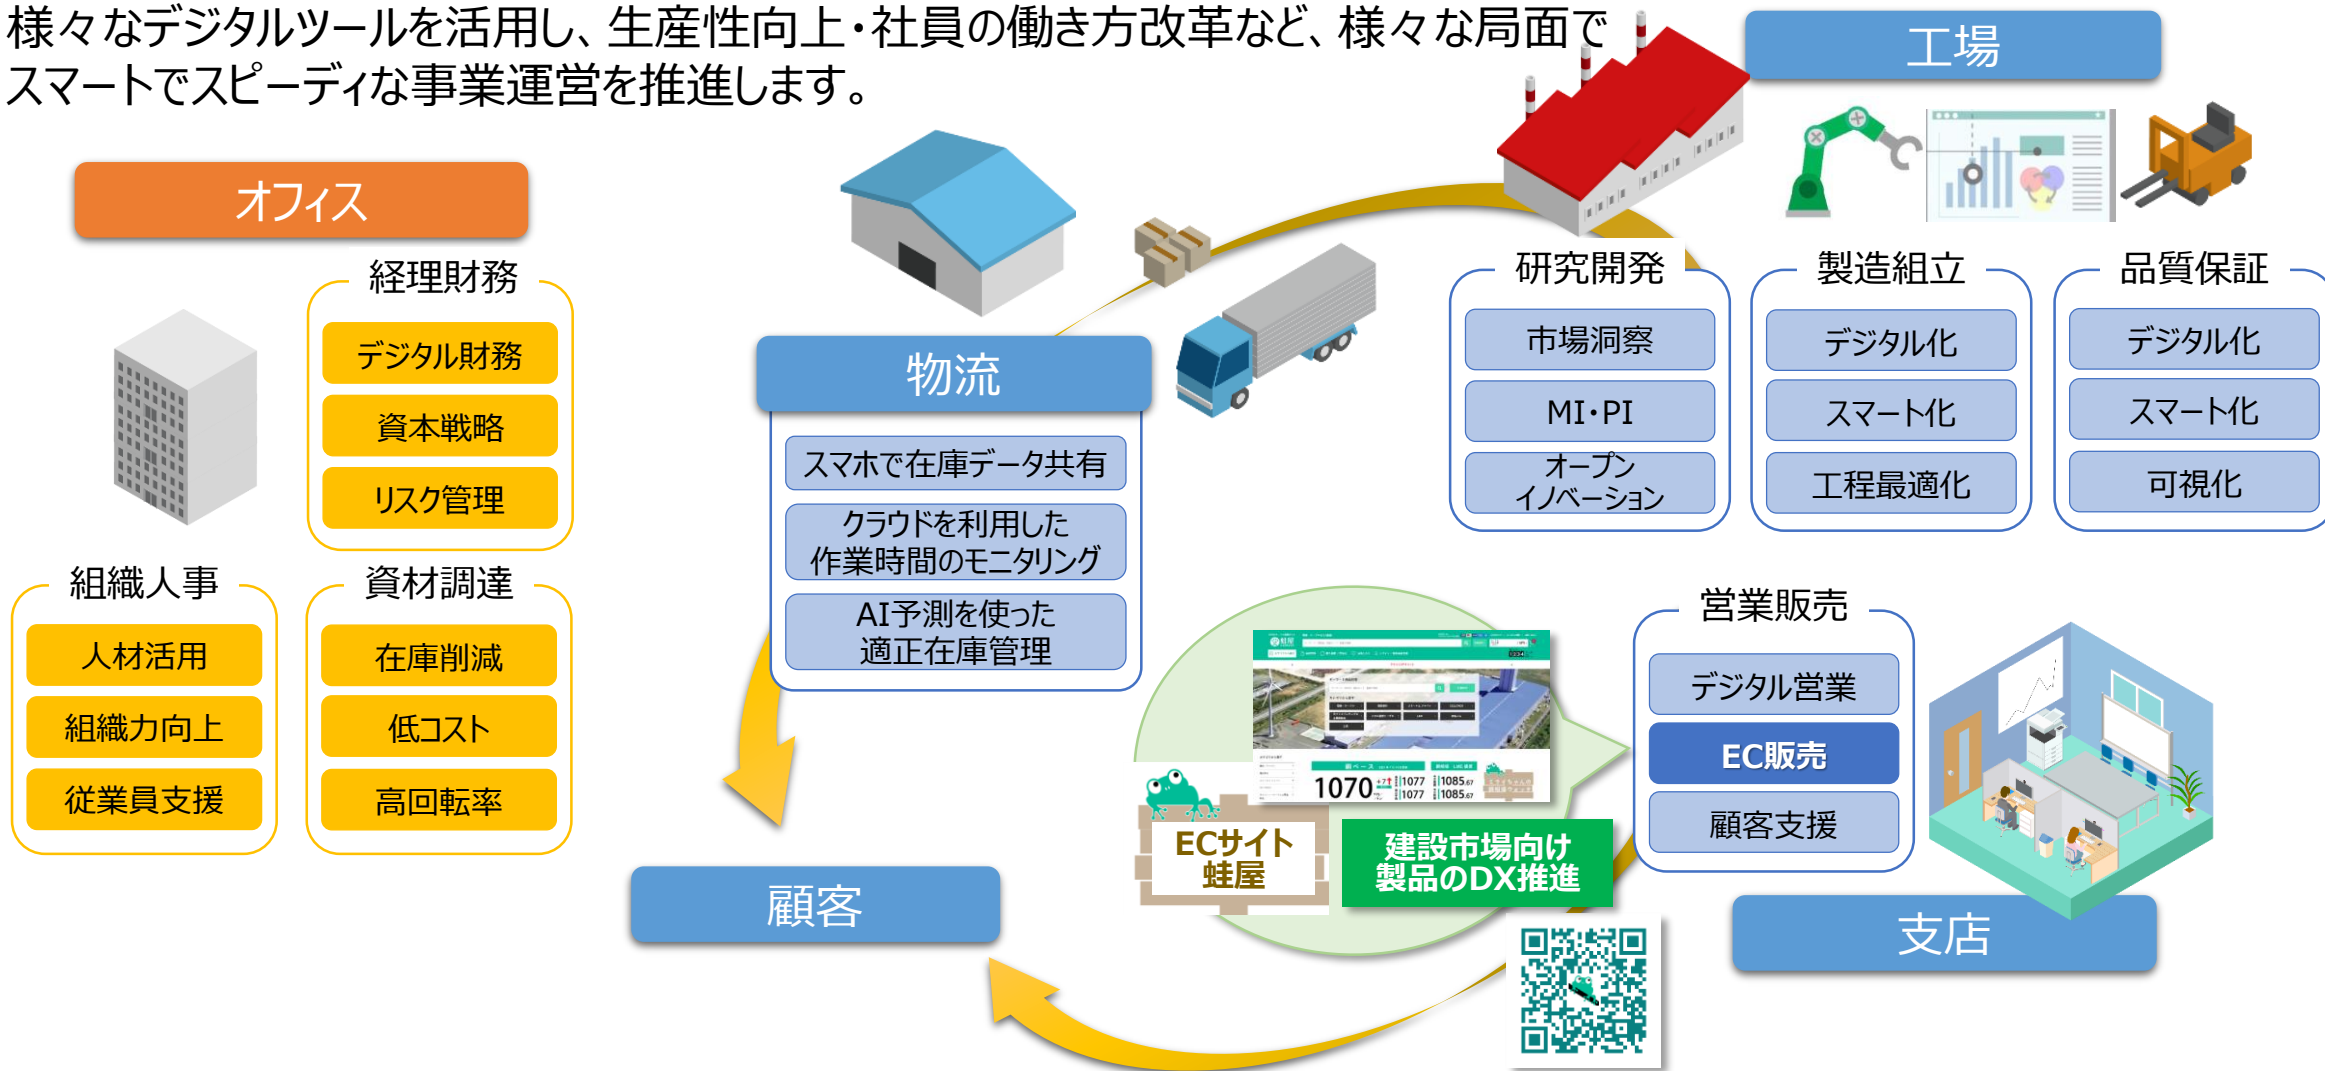 様々なデジタルツールを活用し、生産性向上・社員の働き方改革など、様々な局面で
スマートでスピーディな事業運営を推進します。
オフィス
経理財務
デジタル財務
資本戦略
リスク管理
組織人事
人材活用
組織力向上
従業員支援
資材調達
在庫削減
低コスト
高回転率
物流
スマホで在庫データ共有
クラウドを利用した
作業時間のモニタリング
AI予測を使った
適正在庫管理
工場
研究開発
市場洞察
MI・PI
オープン
イノベーション
製造組立
デジタル化
スマート化
工程最適化
品質保証
デジタル化
スマート化
可視化
営業販売
デジタル営業
EC販売
顧客支援
支店
1070
+7
1077
1077
1085.67
1085.67
ECサイト
蛙屋
建設市場向け
製品のDX推進
顧客